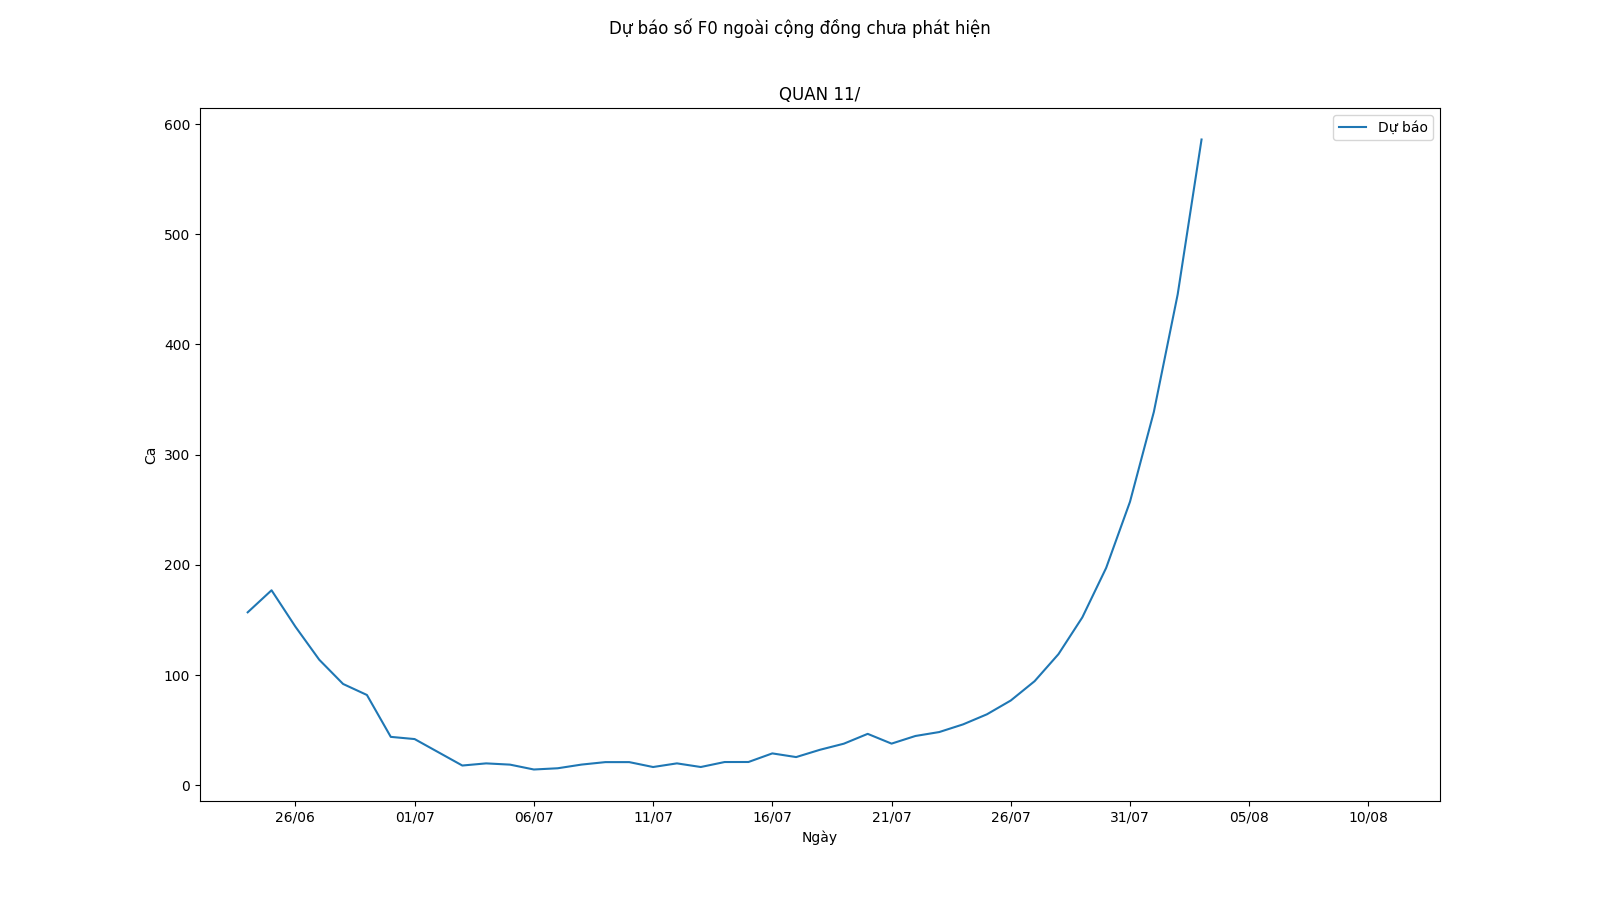 Dự báo số F0 ngoài cộng đồng chưa phát hiện
QUAN 11/
Dự báo
600
500
400
300
200
100
0
Ca
26/06 01/07 06/07 11/07 16/07 21/07 26/07 31/07 05/08 10/08
Ngày